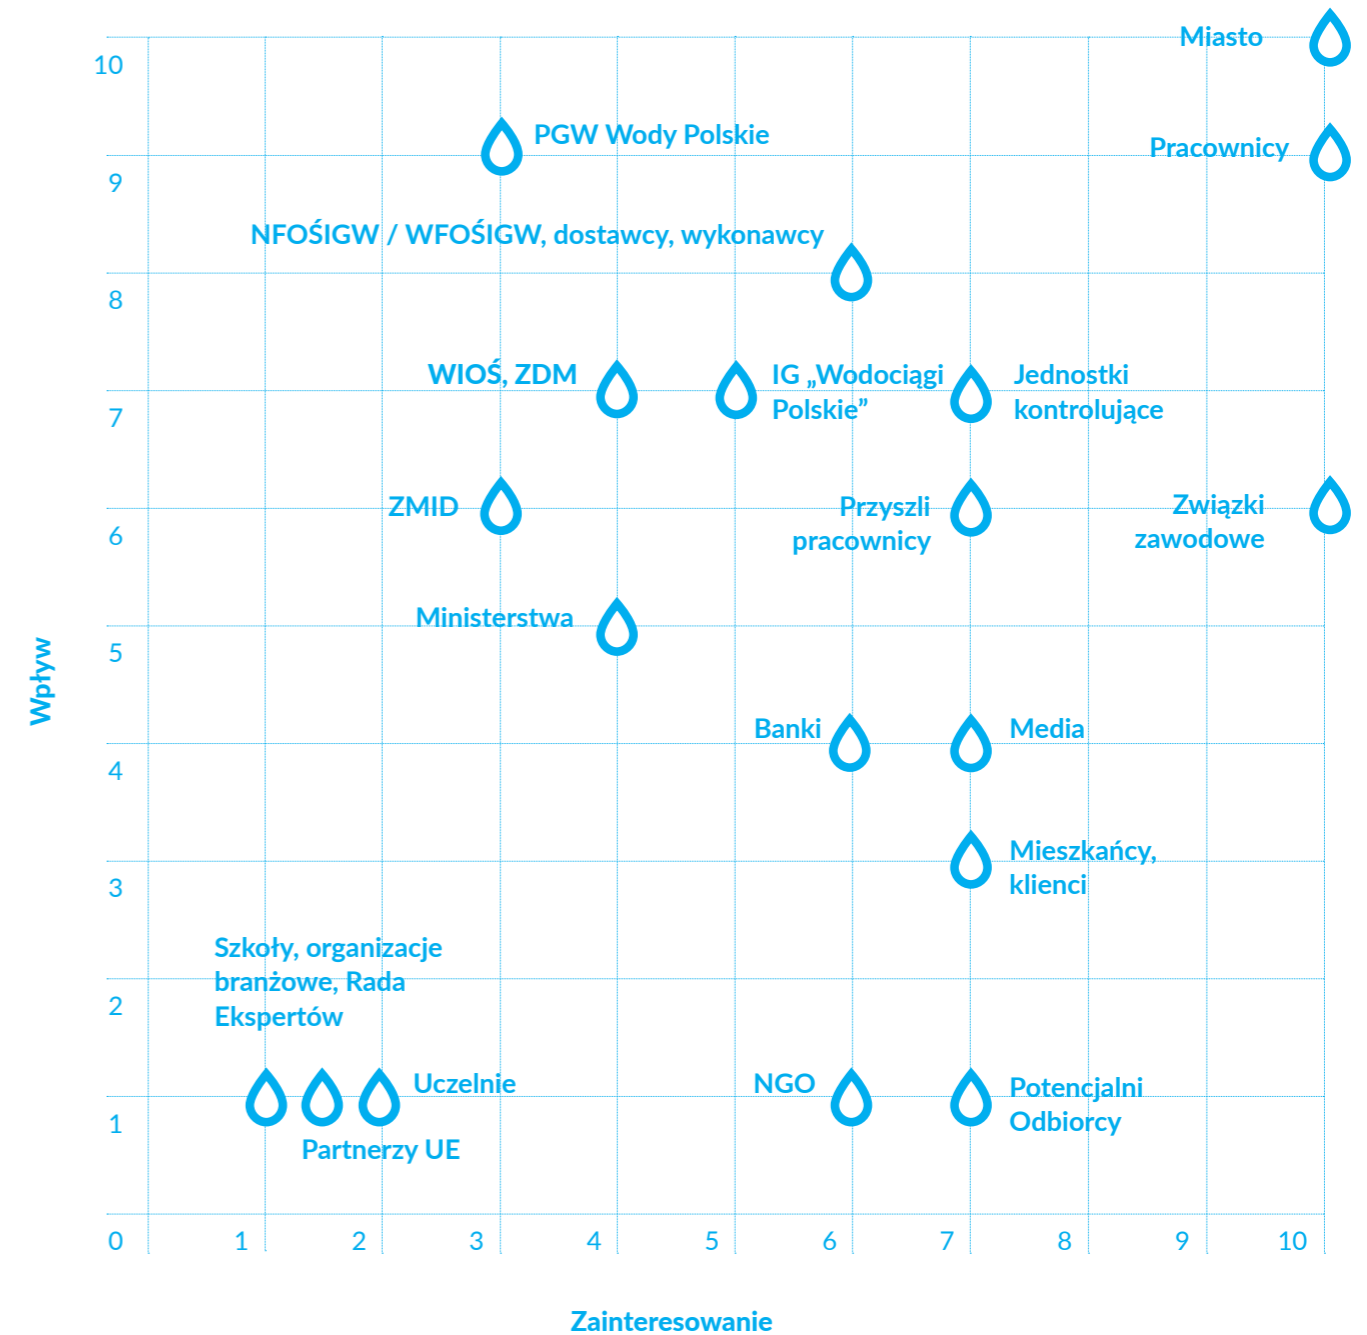 Miasto
10
PGW Wody Polskie
Pracownicy
9
NFOŚIGW / WFOŚIGW, dostawcy, wykonawcy
8
WIOŚ, ZDM
IG „Wodociągi
Polskie”
Jednostki
kontrolujące
7
ZMID
Przyszli
pracownicy
Związki
zawodowe
6
Ministerstwa
5
Wpływ
Banki
Media
4
Mieszkańcy,
klienci
3
Szkoły, organizacje
branżowe, Rada
Ekspertów
2
Uczelnie
NGO
Potencjalni
Odbiorcy
1
Partnerzy UE
0 1 2 3 4 5 6 7 8 9 10
Zainteresowanie